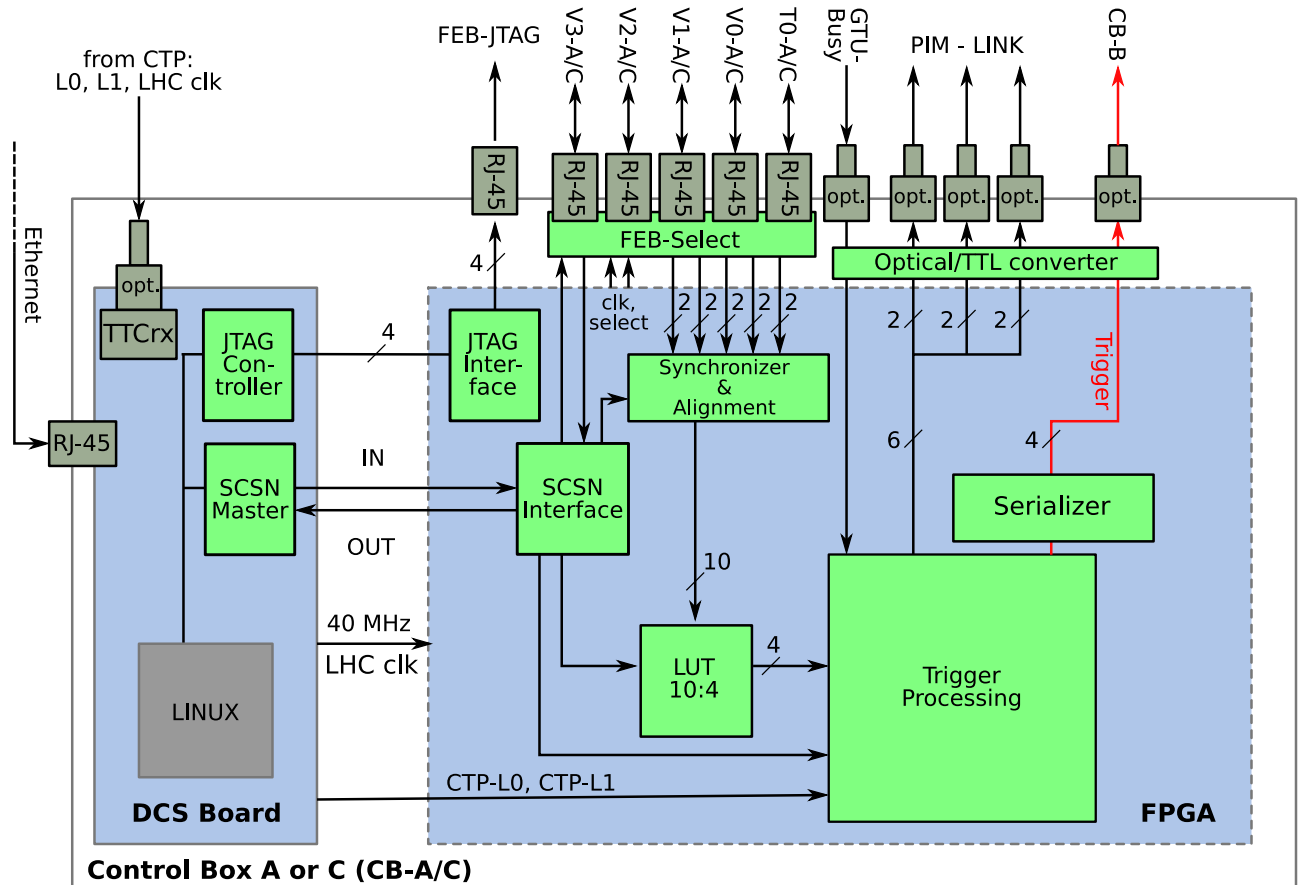 from CTP:
L0, L1, LHC clk
FEB-JTAG
V3-A/C
V2-A/C
V1-A/C
V0-A/C
T0-A/C
GTU-
Busy
PIM - LINK
CB-B
Ethernet
RJ-45
RJ-45
RJ-45
RJ-45
RJ-45
RJ-45
opt.
opt.
opt.
opt.
opt.
FEB-Select
Optical/TTL converter
4
clk,
select
2
2
2
2
2
2
2
2
opt.
TTCrx
JTAG
Con-
troller
4
JTAG
Inter-
face
Synchronizer
&
Alignment
Trigger
RJ-45
SCSN
Master
IN
OUT
SCSN
Interface
6
4
Serializer
10
40 MHz
LHC clk
LUT
10:4
4
Trigger
Processing
LINUX
CTP-L0, CTP-L1
DCS Board
FPGA
Control Box A or C (CB-A/C)